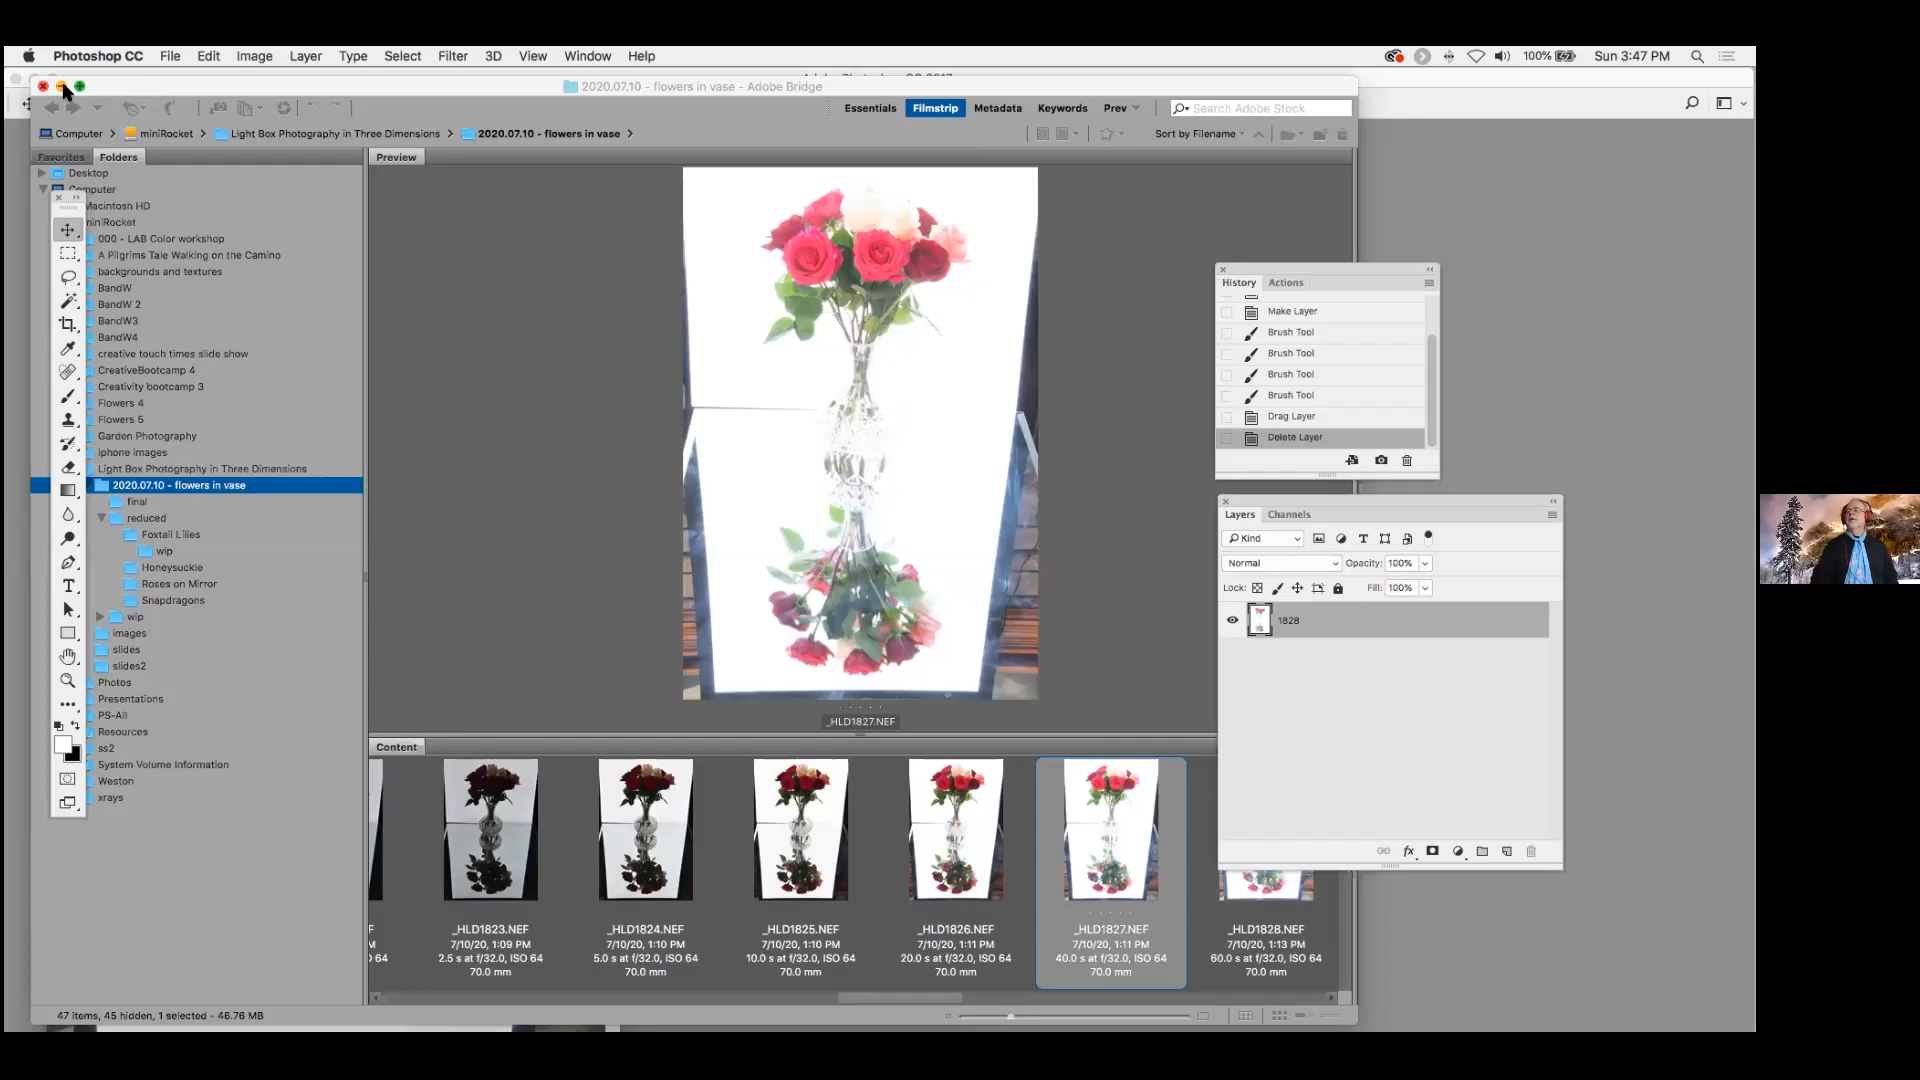 Photoshop CC File Edit Image Layer Type Select Filter 3D View Window Help 100% Sun 3:47 PM
2020.07.10 - flowers in vase - Adobe Bridge
Essentials Filmstrip Metadata Keywords Prev Search Adobe Stock
Computer miniRocket Light Box Photography in Three Dimensions 2020.07.10 - flowers in vase Sort by Filename
Favorites Folders
Preview
Desktop
Computer
Macintosh HD
miniRocket
000 - LAB Color workshop
A Pilgrims Tale Walking on the Camino
backgrounds and textures
BandW
BandW 2
BandW3
BandW4
creative touch times slide show
CreativeBootcamp 4
Creativity bootcamp 3
Flowers 4
Flowers 5
Garden Photography
iphone images
Light Box Photography in Three Dimensions
2020.07.10 - flowers in vase
final
reduced
Foxtail Lilies
wip
Honeysuckle
Roses on Mirror
Snapdragons
wip
images
slides
slides2
Photos
Presentations
PS-All
Resources
ss2
System Volume Information
Weston
xrays
_HLD1827.NEF
Content
_HLD1823.NEF
7/10/20, 1:09 PM
2.5 s at f/32.0, ISO 64
70.0 mm
_HLD1824.NEF
7/10/20, 1:10 PM
5.0 s at f/32.0, ISO 64
70.0 mm
_HLD1825.NEF
7/10/20, 1:10 PM
10.0 s at f/32.0, ISO 64
70.0 mm
_HLD1826.NEF
7/10/20, 1:11 PM
20.0 s at f/32.0, ISO 64
70.0 mm
_HLD1827.NEF
7/10/20, 1:11 PM
40.0 s at f/32.0, ISO 64
70.0 mm
_HLD1828.NEF
7/10/20, 1:13 PM
60.0 s at f/32.0, ISO 64
70.0 mm
47 items, 45 hidden, 1 selected - 46.76 MB
History Actions
Make Layer
Brush Tool
Brush Tool
Brush Tool
Brush Tool
Drag Layer
Delete Layer
Layers Channels
Kind
Normal Opacity: 100%
Lock: Fill: 100%
1828